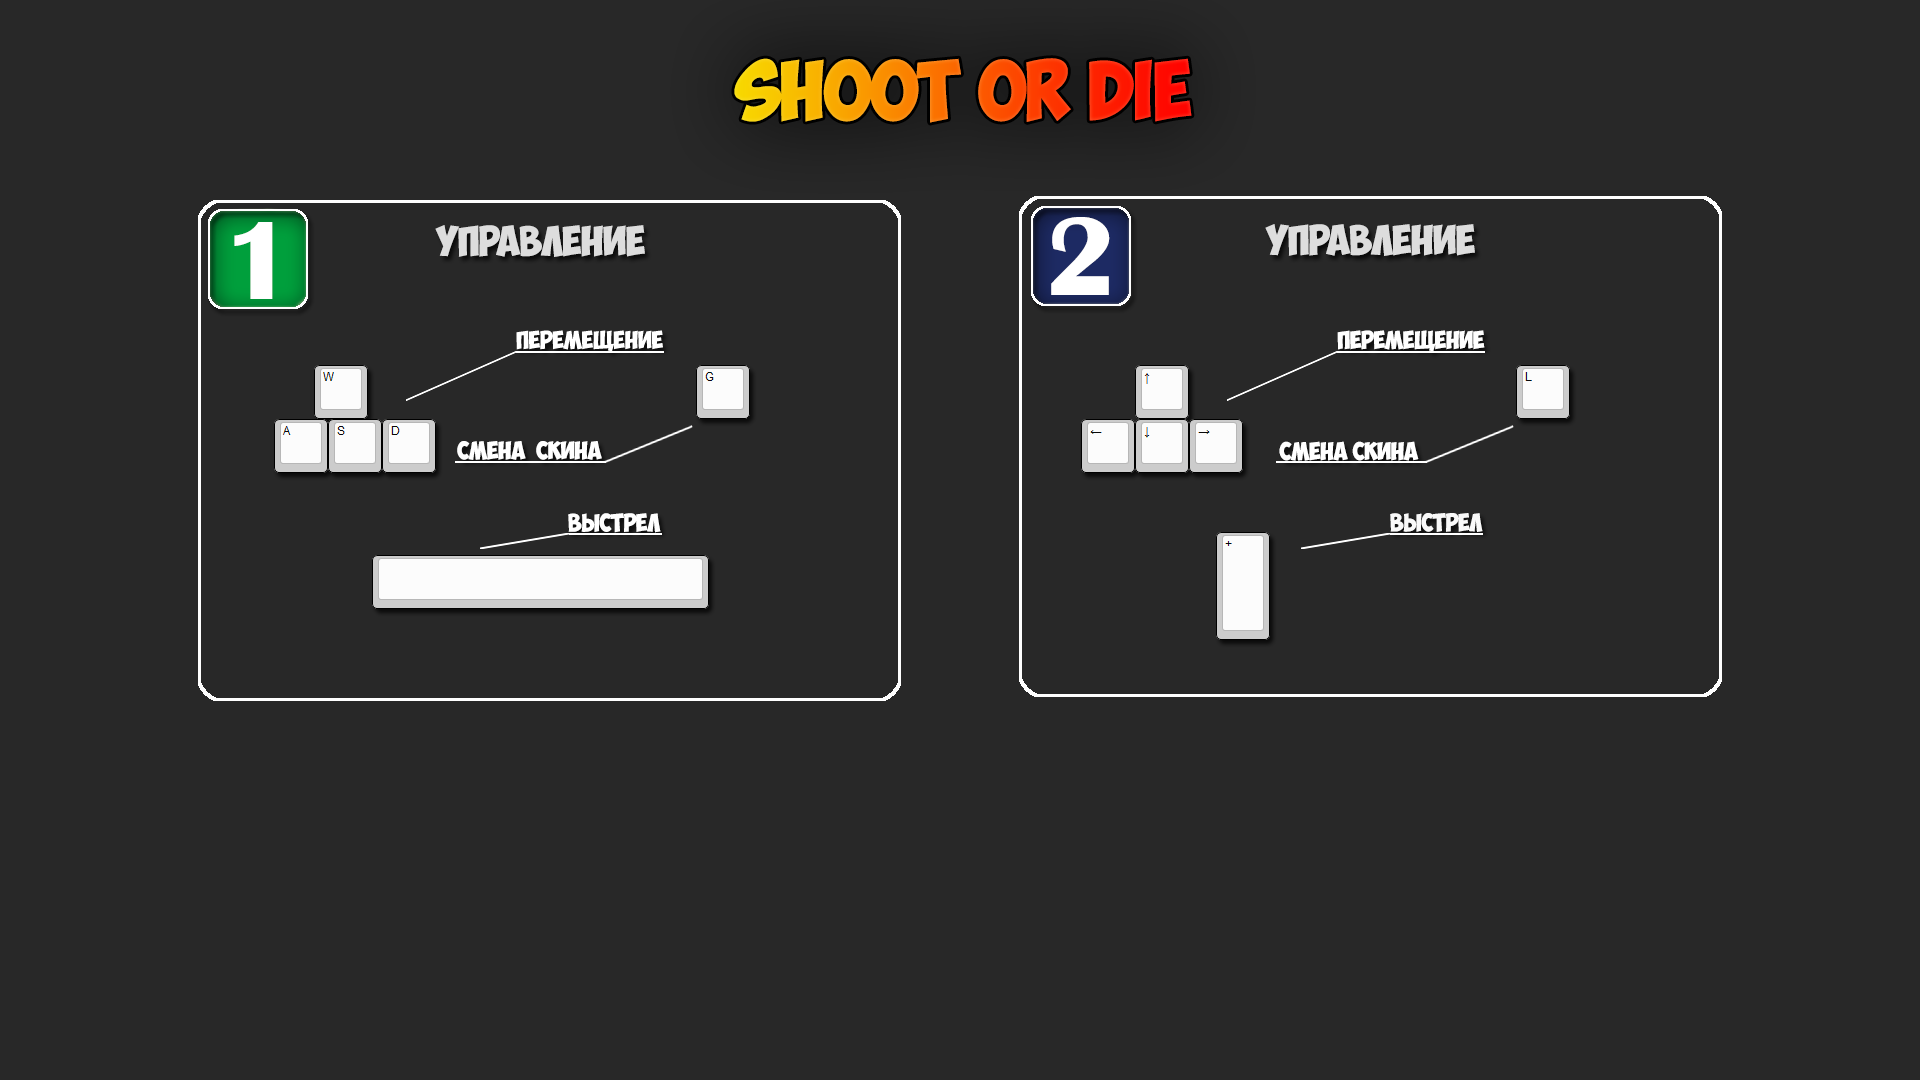 SHOOT OR DIE
1
УПРАВЛЕНИЕ
ПЕРЕМЕЩЕНИЕ
W
G
A S D
СМЕНА СКИНА
ВЫСТРЕЛ
2
УПРАВЛЕНИЕ
ПЕРЕМЕЩЕНИЕ
↑
L
← ↓ →
СМЕНА СКИНА
ВЫСТРЕЛ
+